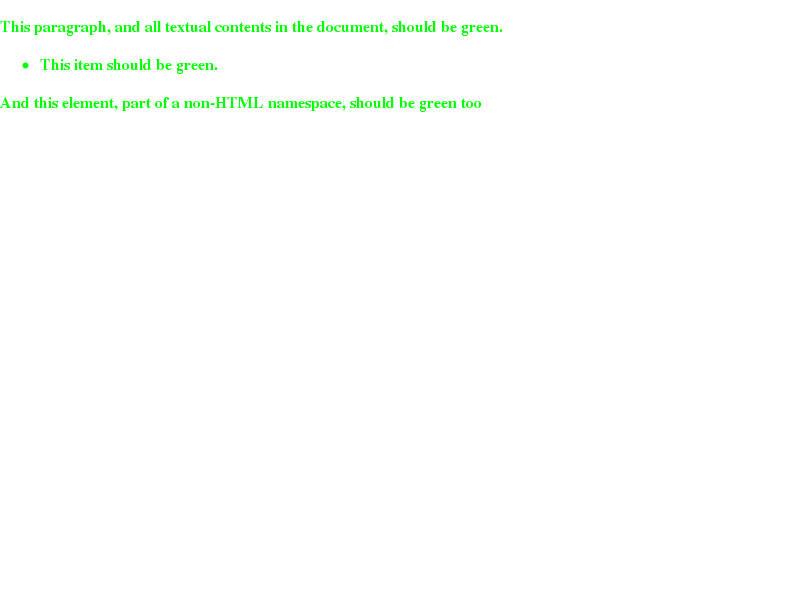 This paragraph, and all textual contents in the document, should be green.
• This item should be green.
And this element, part of a non-HTML namespace, should be green too